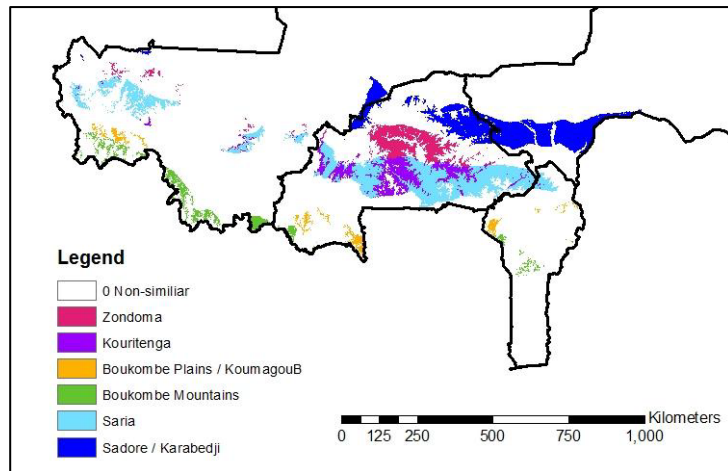 Legend
0 Non-similiar
Zondoma
Kouritenga
Boukombe Plains / KoumagouB
Boukombe Mountains
Saria
Sadore / Karabedji
Kilometers
0 125 250 500 750 1,000